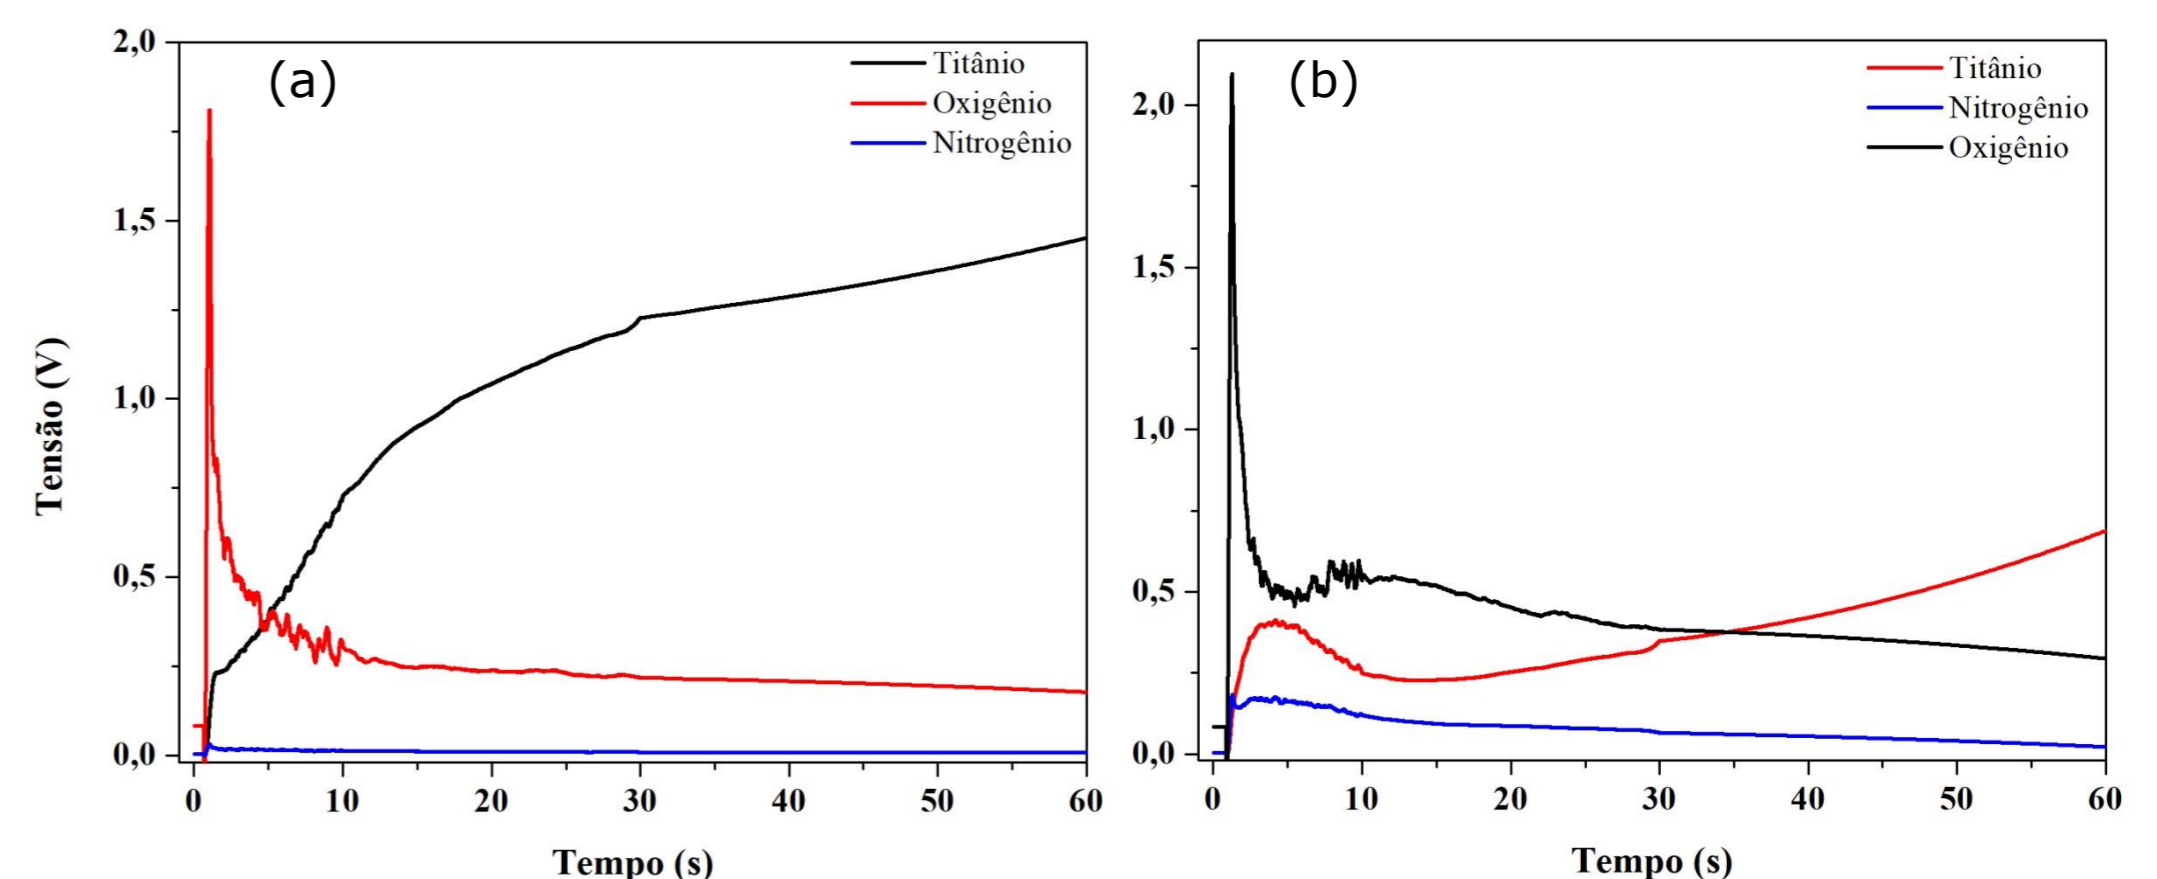 (a)
Titânio
Oxigênio
Nitrogênio
2,0
1,5
1,0
0,5
0,0
Tensão (V)
0 10 20 30 40 50 60
Tempo (s)
(b)
Titânio
Nitrogênio
Oxigênio
2,0
1,5
1,0
0,5
0,0
0 10 20 30 40 50 60
Tempo (s)